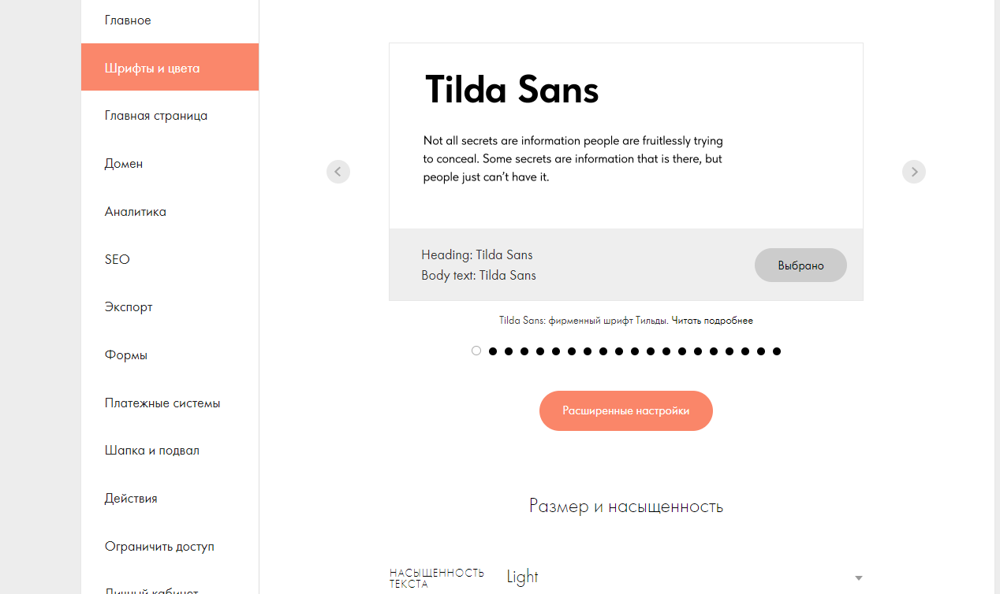 Главное
Шрифты и цвета
Главная страница
Домен
Аналитика
SEO
Экспорт
Формы
Платежные системы
Шапка и подвал
Действия
Ограничить доступ
Личный кабинет
Tilda Sans
Not all secrets are information people are fruitlessly trying
to conceal. Some secrets are information that is there, but
people just can't have it.
Heading: Tilda Sans
Body text: Tilda Sans
Выбрано
Tilda Sans: фирменный шрифт Тильды. Читать подробнее
Расширенные настройки
Размер и насыщенность
НАСЫЩЕННОСТЬ
ТЕКСТА
Light